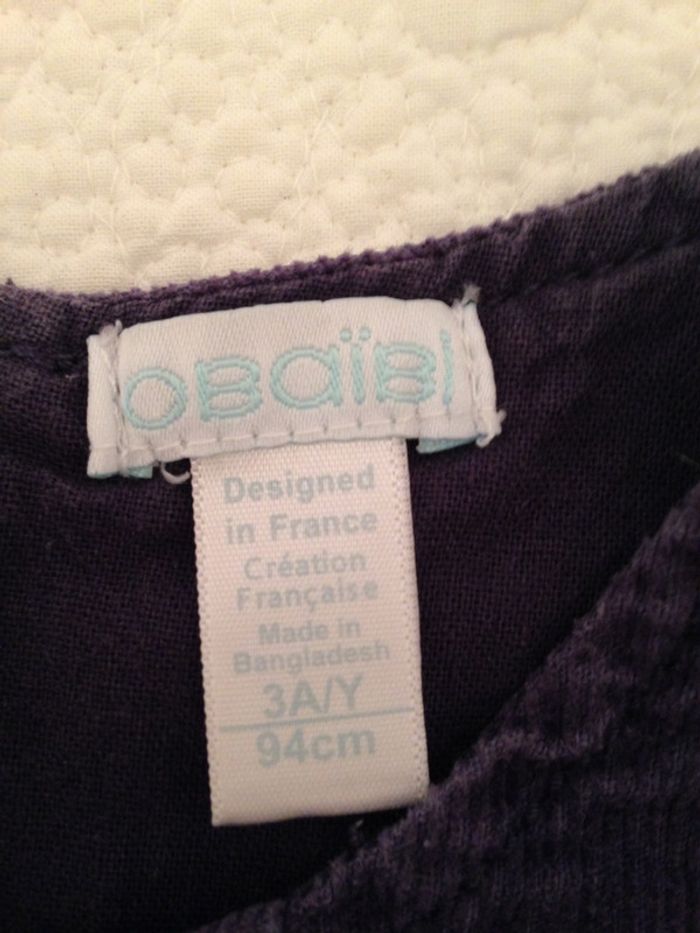 OBaïBI
Designed
in France
Création
Française
Made in
Bangladesh
3A/Y
94cm